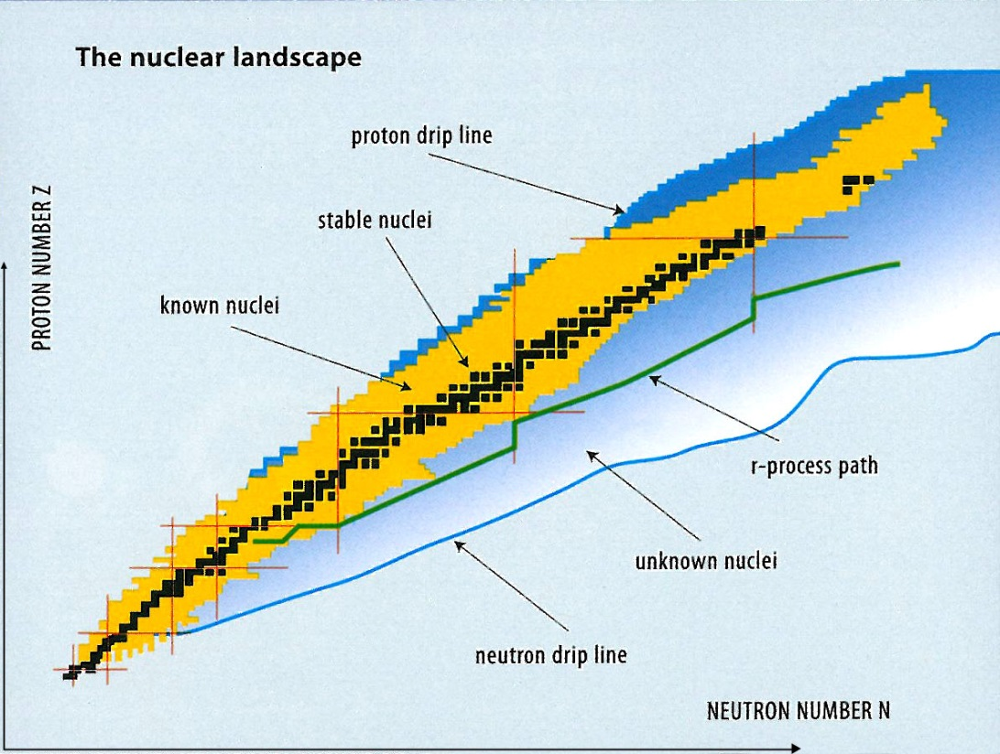 The nuclear landscape
proton drip line
stable nuclei
known nuclei
PROTON NUMBER Z
r-process path
unknown nuclei
neutron drip line
NEUTRON NUMBER N